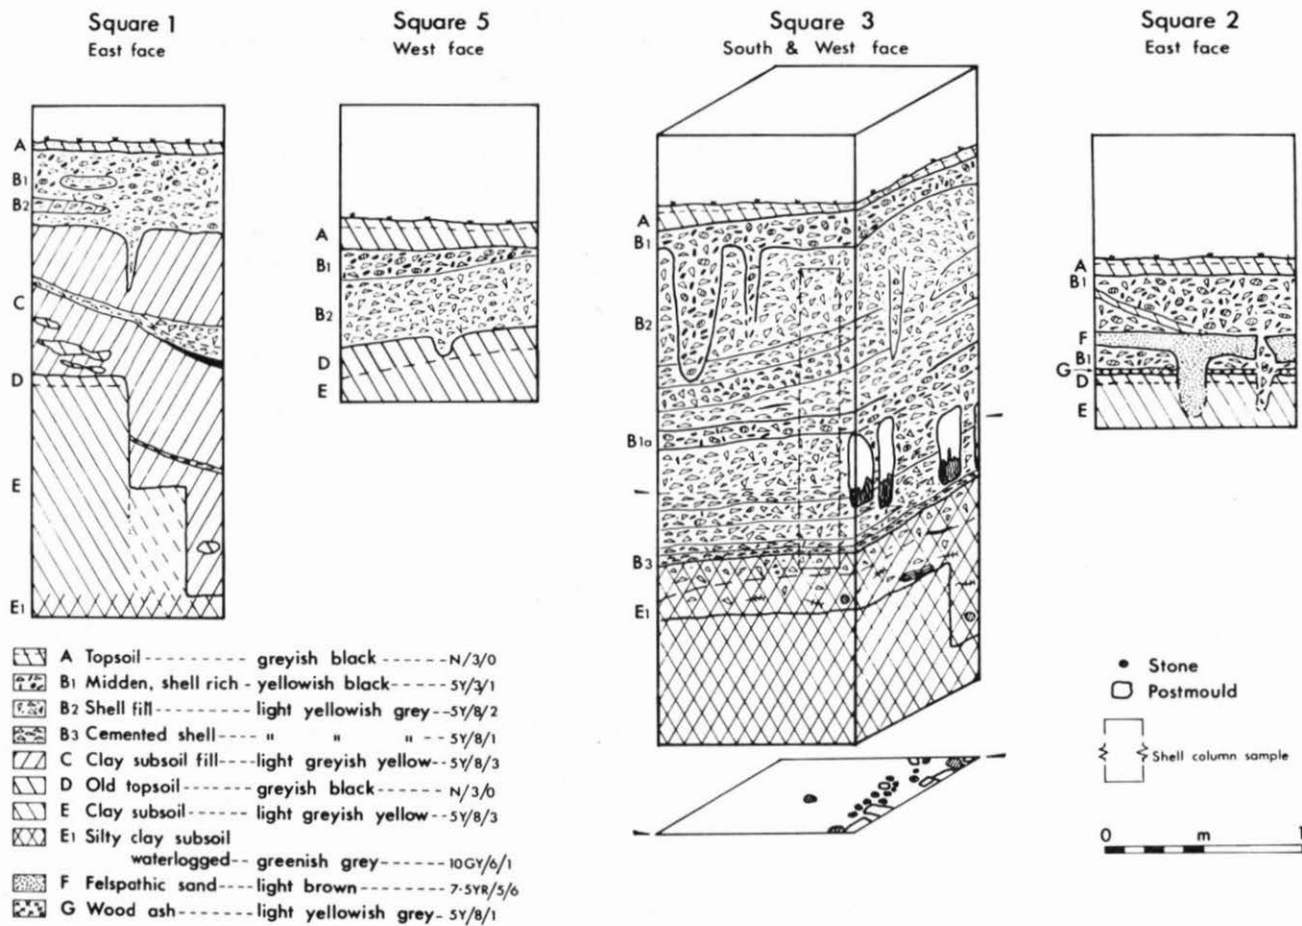 Square 1
East face
Square 5
West face
Square 3
South & West face
Square 2
East face
A
B1
B2
C
D
E
E1
A
B1
B2
D
E
A
B1
B2
B1a
B3
E1
A
B1
F
B1
G
D
E
A Topsoil --------- greyish black ------ N/3/0
B1 Midden, shell rich - yellowish black ----- 5Y/3/1
B2 Shell fill ------ light yellowish grey -- 5Y/8/2
B3 Cemented shell ---- " " " -- 5Y/8/1
C Clay subsoil fill ---- light greyish yellow -- 5Y/8/3
D Old topsoil ------ greyish black ------ N/3/0
E Clay subsoil ----- light greyish yellow -- 5Y/8/3
E1 Silty clay subsoil
waterlogged -- greenish grey ------ 10GY/6/1
F Felspathic sand ---- light brown -------- 7·5YR/5/6
G Wood ash ------- light yellowish grey - 5Y/8/1
Stone
Postmould
Shell column sample
0 m 1